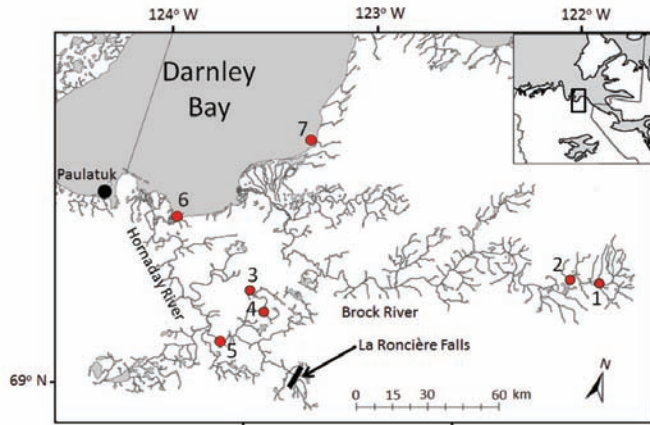 124° W
123°
122° W
Darnley
Bay
7
Paulatuk
6
Hornaday River
3
2
1
4
Brock River
5
La Roncière Falls
69° N
0 15 30 60 km
N